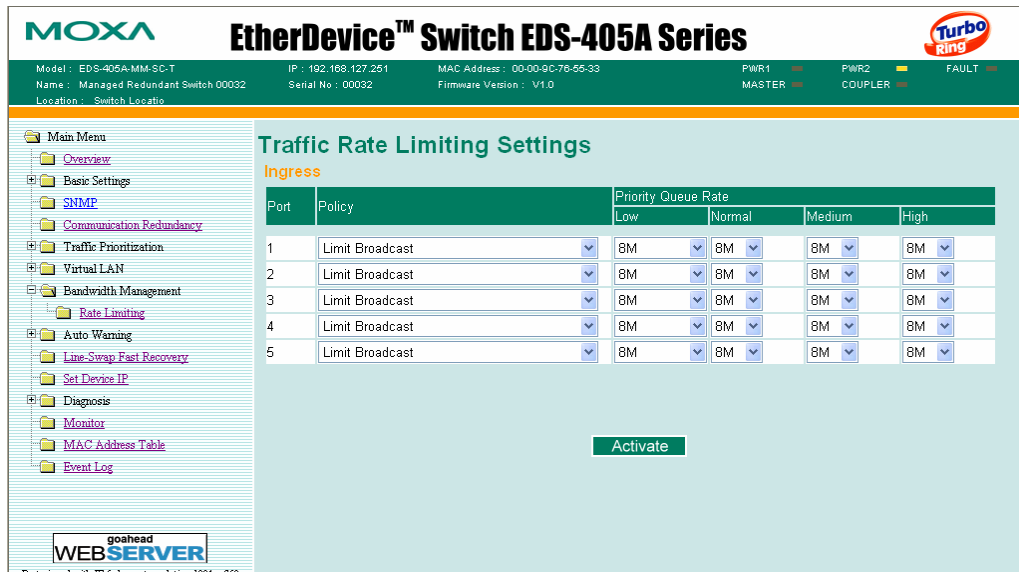 MOXA EtherDevice™ Switch EDS-405A Series Turbo Ring
Model : EDS-405A-MM-SC-T IP : 192.168.127.251 MAC Address : 00-00-9C-76-55-33 PWR1 PWR2 FAULT
Name : Managed Redundant Switch 00032 Serial No : 00032 Firmware Version : V1.0 MASTER COUPLER
Location : Switch Locatio
Main Menu
Overview
Basic Settings
SNMP
Communication Redundancy
Traffic Prioritization
Virtual LAN
Bandwidth Management
Rate Limiting
Auto Warning
Line-Swap Fast Recovery
Set Device IP
Diagnosis
Monitor
MAC Address Table
Event Log
goahead
WEBSERVER
Traffic Rate Limiting Settings
Ingress
Port Policy Priority Queue Rate
Low Normal Medium High
1 Limit Broadcast 8M 8M 8M 8M
2 Limit Broadcast 8M 8M 8M 8M
3 Limit Broadcast 8M 8M 8M 8M
4 Limit Broadcast 8M 8M 8M 8M
5 Limit Broadcast 8M 8M 8M 8M
Activate